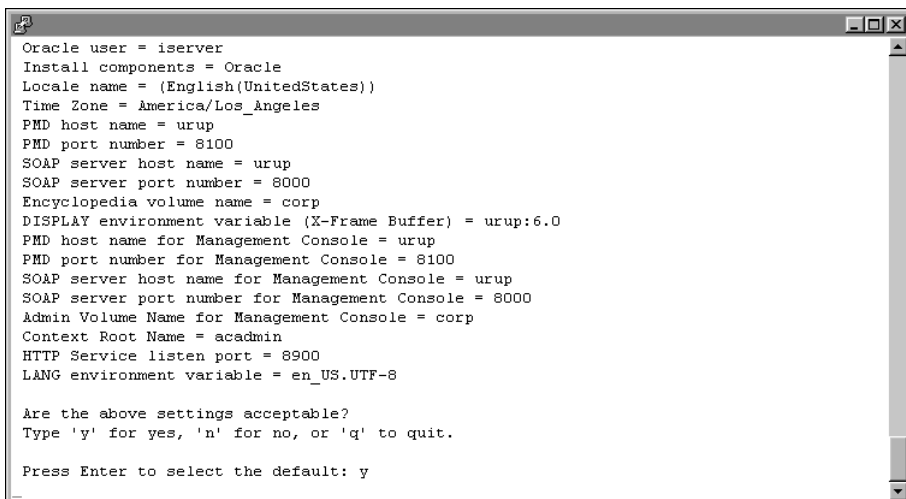 Oracle user = iserver
Install components = Oracle
Locale name = (English(UnitedStates))
Time Zone = America/Los_Angeles
PMD host name = urup
PMD port number = 8100
SOAP server host name = urup
SOAP server port number = 8000
Encyclopedia volume name = corp
DISPLAY environment variable (X-Frame Buffer) = urup:6.0
PMD host name for Management Console = urup
PMD port number for Management Console = 8100
SOAP server host name for Management Console = urup
SOAP server port number for Management Console = 8000
Admin Volume Name for Management Console = corp
Context Root Name = acadmin
HTTP Service listen port = 8900
LANG environment variable = en_US.UTF-8
Are the above settings acceptable?
Type 'y' for yes, 'n' for no, or 'q' to quit.
Press Enter to select the default: y